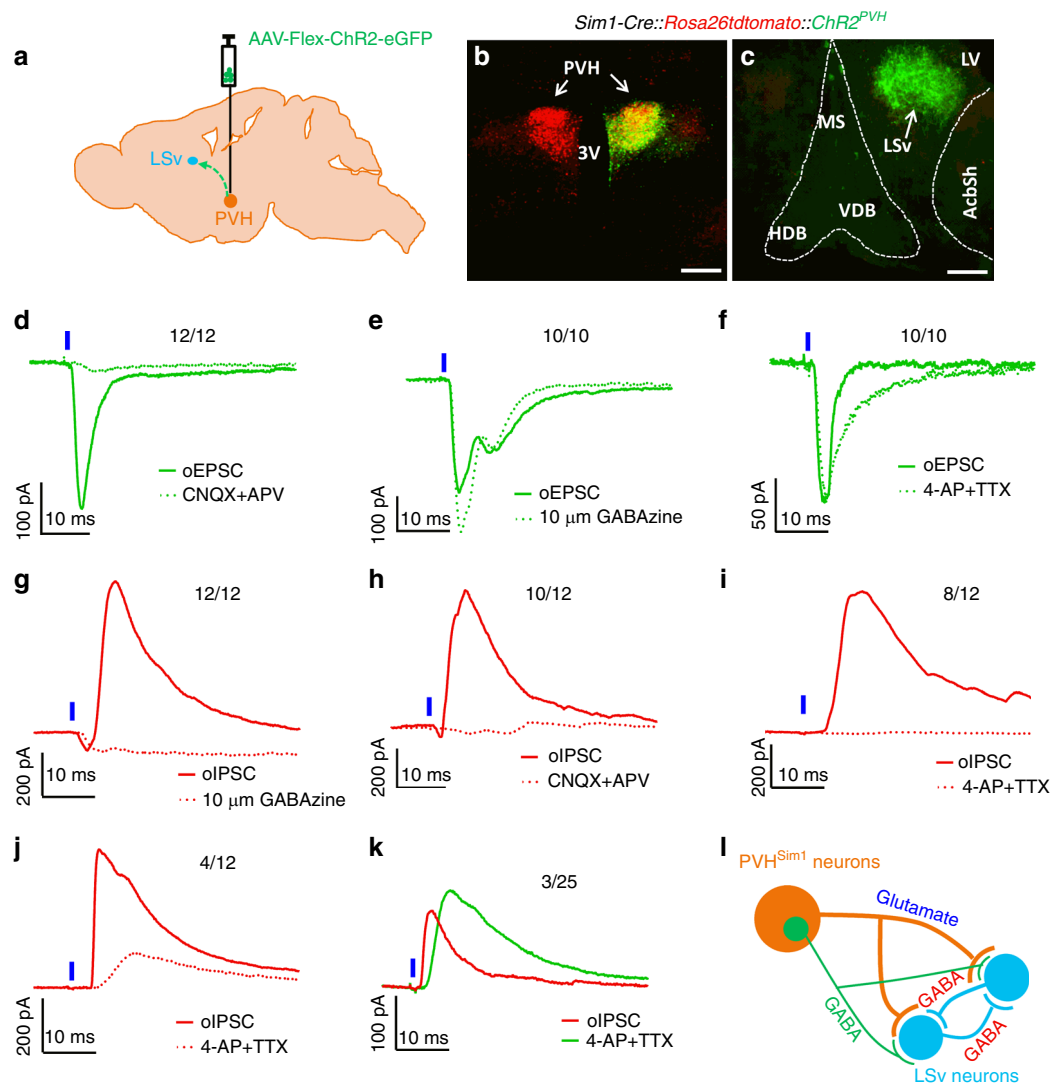 Sim1-Cre::Rosa26tdtomato::ChR2^PVH
a
AAV-Flex-ChR2-eGFP
LSv
PVH
b
PVH
3V
c
LV
MS
LSv
AcbSh
VDB
HDB
d
12/12
oEPSC
CNQX+APV
100 pA
10 ms
e
10/10
oEPSC
10 μm GABAzine
100 pA
10 ms
f
10/10
oEPSC
4-AP+TTX
50 pA
10 ms
g
12/12
oIPSC
10 μm GABAzine
200 pA
10 ms
h
10/12
oIPSC
CNQX+APV
200 pA
10 ms
i
8/12
oIPSC
4-AP+TTX
200 pA
10 ms
j
4/12
oIPSC
4-AP+TTX
200 pA
10 ms
k
3/25
oIPSC
4-AP+TTX
100 pA
10 ms
l
PVH^Sim1 neurons
Glutamate
GABA
GABA
GABA
LSv neurons